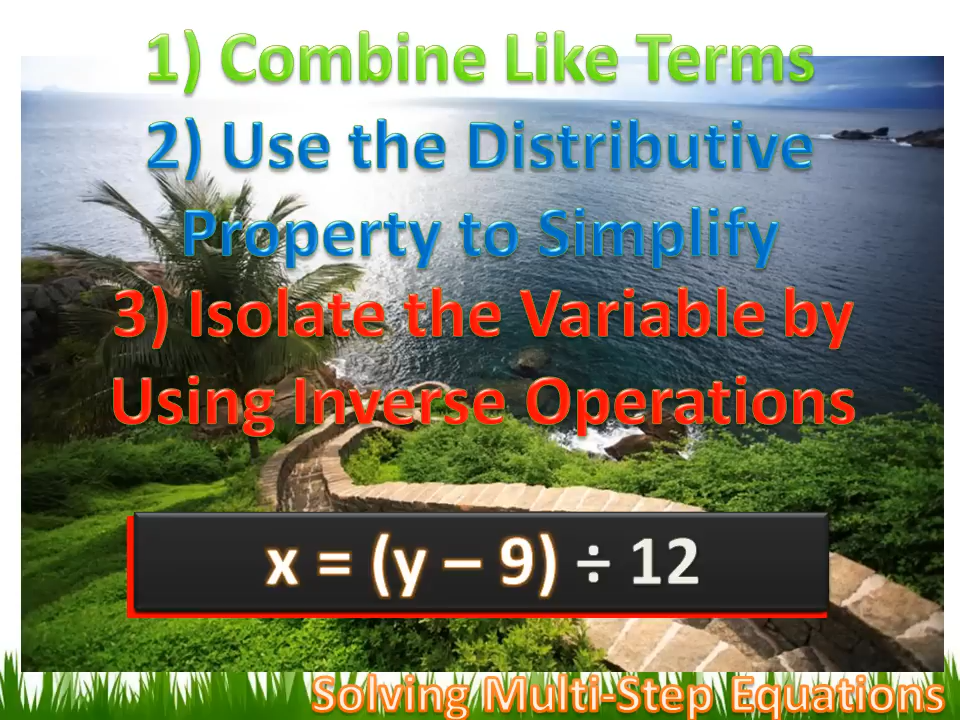 1) Combine Like Terms
2) Use the Distributive
Property to Simplify
3) Isolate the Variable by
Using Inverse Operations
x = (y – 9) ÷ 12
Solving Multi-Step Equations